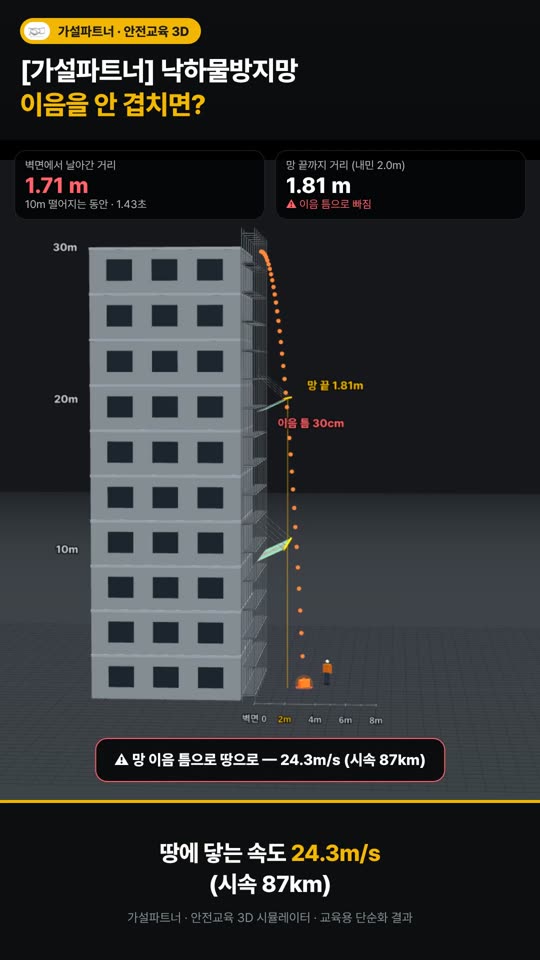 가설파트너 · 안전교육 3D
[가설파트너] 낙하물방지망
이음을 안 겹치면?
벽면에서 날아간 거리
1.71 m
10m 떨어지는 동안 · 1.43초
망 끝까지 거리 (내민 2.0m)
1.81 m
⚠ 이음 틈으로 빠짐
30m
망 끝 1.81m
20m
이음 틈 30cm
10m
벽면 0 2m 4m 6m 8m
⚠ 망 이음 틈으로 땅으로 — 24.3m/s (시속 87km)
땅에 닿는 속도 24.3m/s
(시속 87km)
가설파트너 · 안전교육 3D 시뮬레이터 · 교육용 단순화 결과